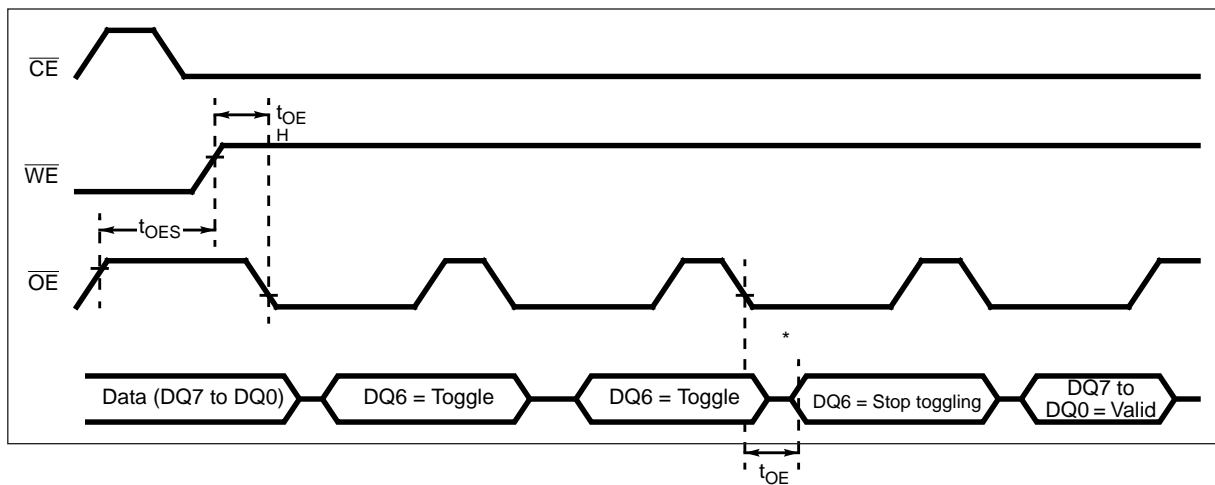 CE
tOE
H
WE
tOES
OE
*
Data (DQ7 to DQ0)
DQ6 = Toggle
DQ6 = Toggle
DQ6 = Stop toggling
DQ7 to
DQ0 = Valid
tOE